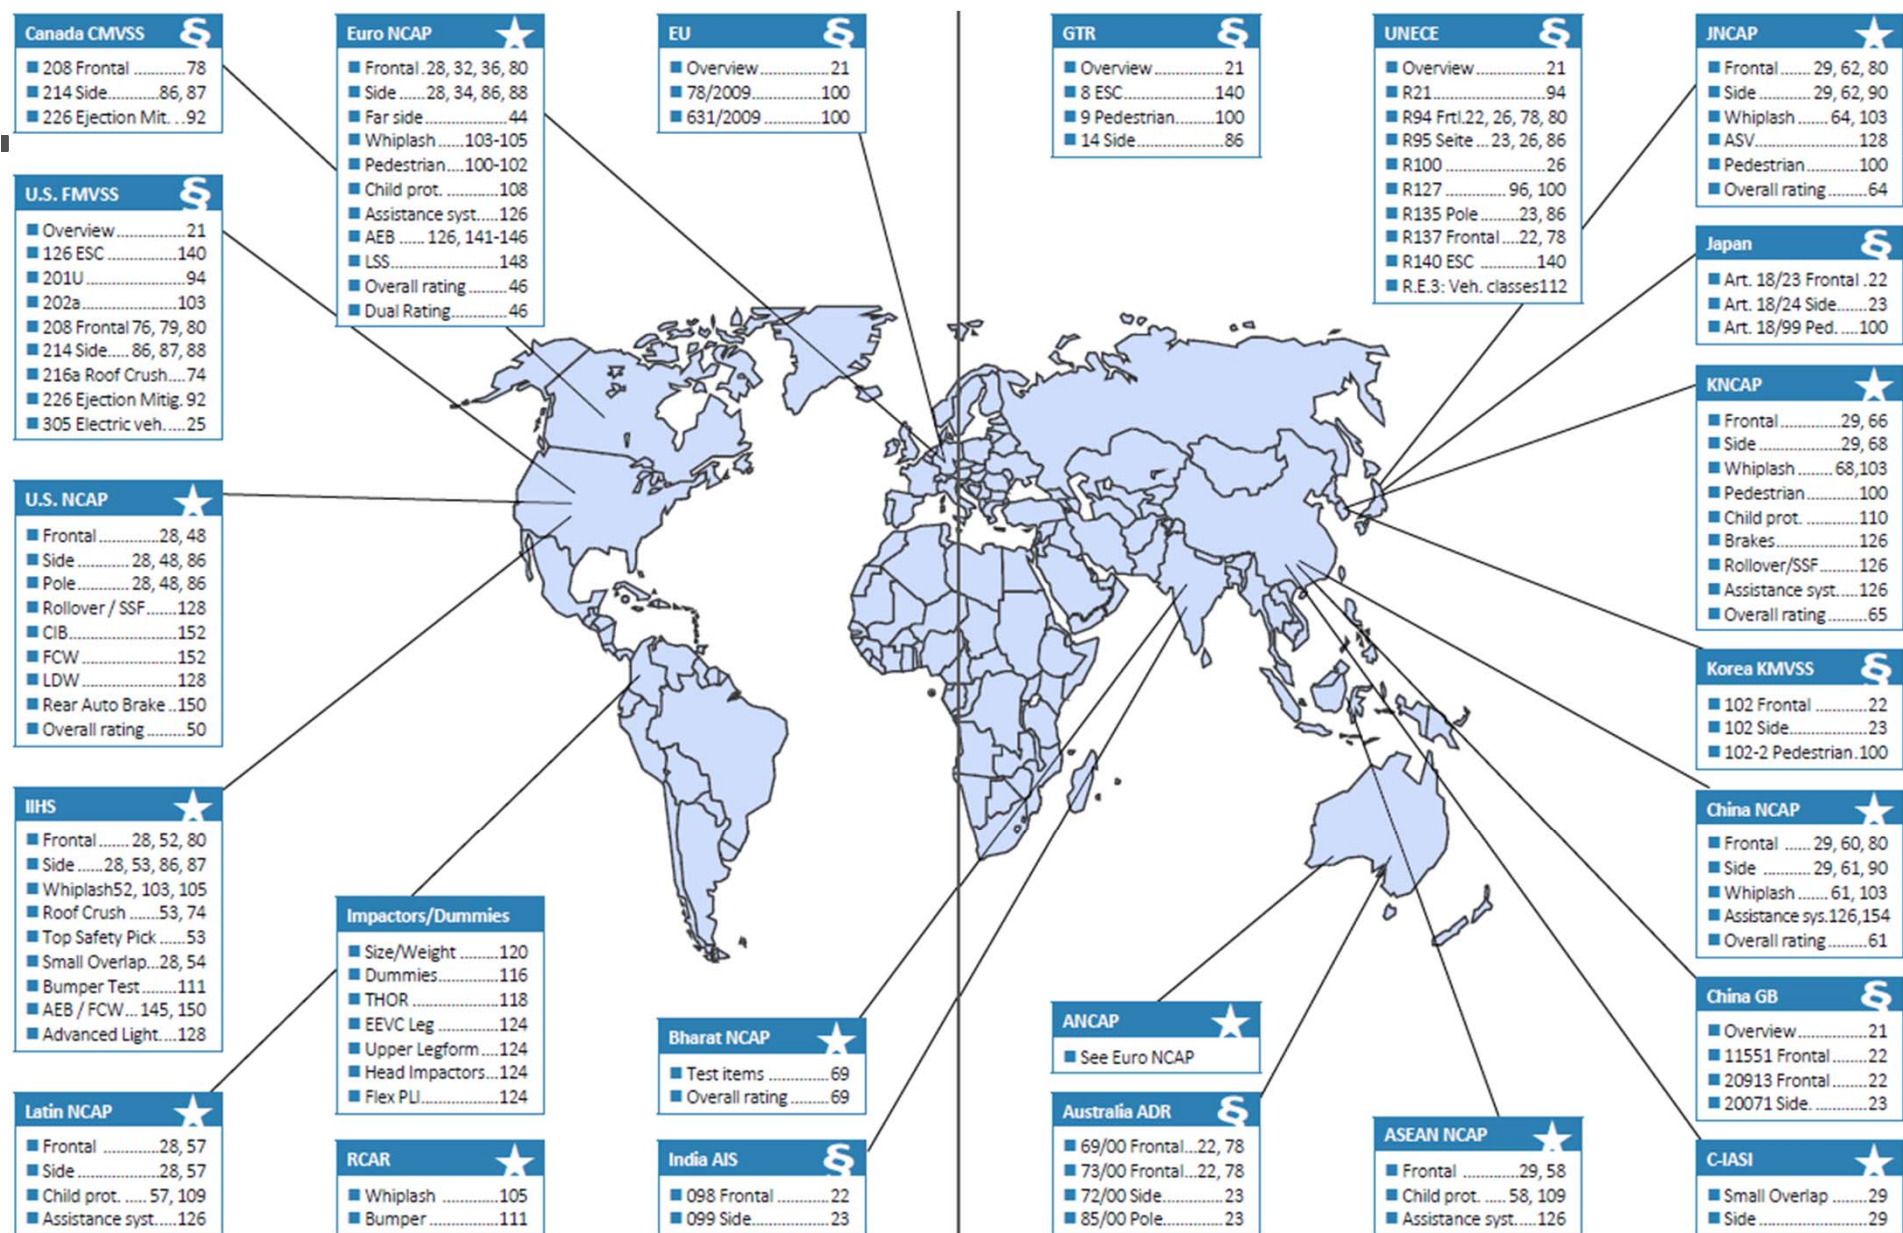 Canada CMVSS §
208 Frontal ............78
214 Side..........86, 87
226 Ejection Mit. ..92
U.S. FMVSS §
Overview................21
126 ESC ................140
201U........................94
202a......................103
208 Frontal 76, 79, 80
214 Side..... 86, 87, 88
216a Roof Crush....74
226 Ejection Mitig. 92
305 Electric veh.....25
U.S. NCAP
Frontal ..............28, 48
Side ........... 28, 48, 86
Pole ........... 28, 48, 86
Rollover / SSF.......128
CIB.........................152
FCW ......................152
LDW ......................128
Rear Auto Brake ..150
Overall rating .........50
IIHS
Frontal ....... 28, 52, 80
Side ......28, 53, 86, 87
Whiplash52, 103, 105
Roof Crush .......53, 74
Top Safety Pick ......53
Small Overlap...28, 54
Bumper Test ........111
AEB / FCW... 145, 150
Advanced Light....128
Latin NCAP
Frontal .............28, 57
Side ..................28, 57
Child prot. ..... 57, 109
Assistance syst....126
Euro NCAP
Frontal.28, 32, 36, 80
Side .....28, 34, 86, 88
Far side ..................44
Whiplash.....103-105
Pedestrian....100-102
Child prot. ...........108
Assistance syst.....126
AEB ...... 126, 141-146
LSS........................148
Overall rating .........46
Dual Rating............46
Impactors/Dummies
Size/Weight .........120
Dummies..............116
THOR ...................118
EEVC Leg ..............124
Upper Legform ....124
Head Impactors...124
Flex PLI.................124
RCAR
Whiplash .............105
Bumper ................111
EU §
Overview................21
78/2009................100
631/2009 .............100
Bharat NCAP
Test items ..............69
Overall rating .........69
India AIS §
098 Frontal ............22
099 Side.................23
GTR §
Overview................21
8 ESC ....................140
9 Pedestrian.........100
14 Side...................86
ANCAP
See Euro NCAP
Australia ADR §
69/00 Frontal...22, 78
73/00 Frontal...22, 78
72/00 Side..............23
85/00 Pole..............23
UNECE §
Overview................21
R21 .........................94
R94 Frtl.22, 26, 78, 80
R95 Seite ... 23, 26, 86
R100 .......................26
R127 ............... 96, 100
R135 Pole .........23, 86
R137 Frontal ....22, 78
R140 ESC .............140
R.E.3: Veh. classes112
ASEAN NCAP
Frontal .............29, 58
Child prot. ..... 58, 109
Assistance syst.....126
JNCAP
Frontal ...... 29, 62, 80
Side ........... 29, 62, 90
Whiplash ...... 64, 103
ASV.......................128
Pedestrian ...........100
Overall rating.........64
Japan §
Art. 18/23 Frontal .22
Art. 18/24 Side......23
Art. 18/99 Ped. ....100
KNCAP
Frontal..............29, 66
Side ..................29, 68
Whiplash ........ 68,103
Pedestrian ...........100
Child prot. ............110
Brakes...................126
Rollover/SSF.........126
Assistance syst.....126
Overall rating.........65
Korea KMVSS §
102 Frontal ............22
102 Side.................23
102-2 Pedestrian.100
China NCAP
Frontal ...... 29, 60, 80
Side ........... 29, 61, 90
Whiplash ....... 61, 103
Assistance sys.126,154
Overall rating.........61
China GB §
Overview................21
11551 Frontal ........22
20913 Frontal ........22
20071 Side. ............23
C-IASI
Small Overlap ........29
Side ........................29